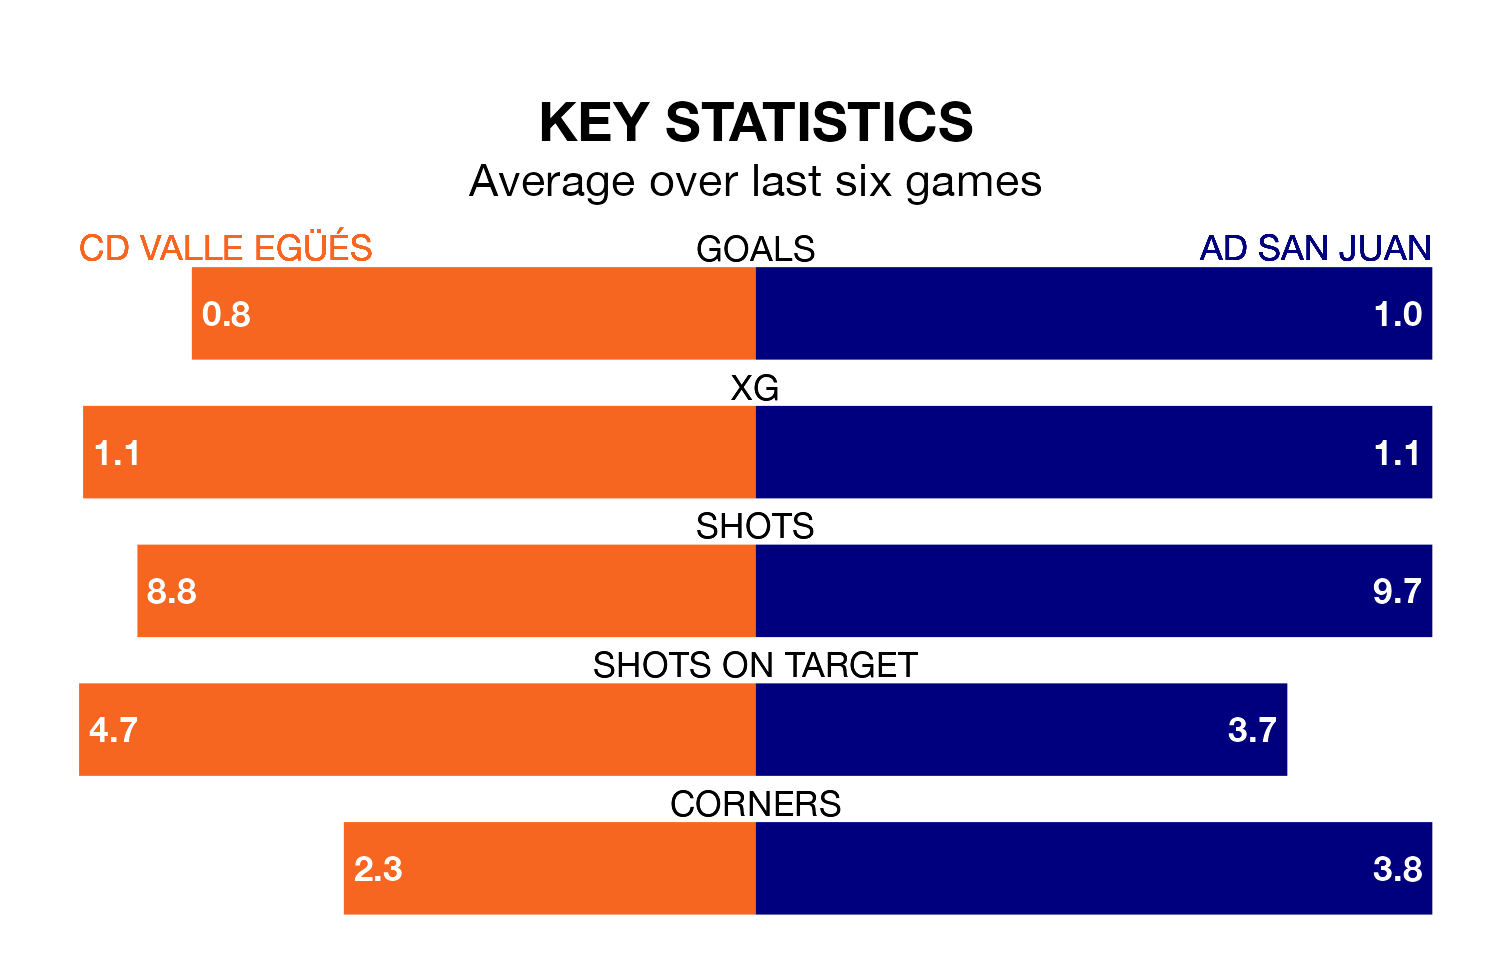 KEY STATISTICS
Average over last six games
CD VALLE EGÜÉS GOALS AD SAN JUAN
0.8 1.0
XG
1.1 1.1
SHOTS
8.8 9.7
SHOTS ON TARGET
4.7 3.7
CORNERS
2.3 3.8